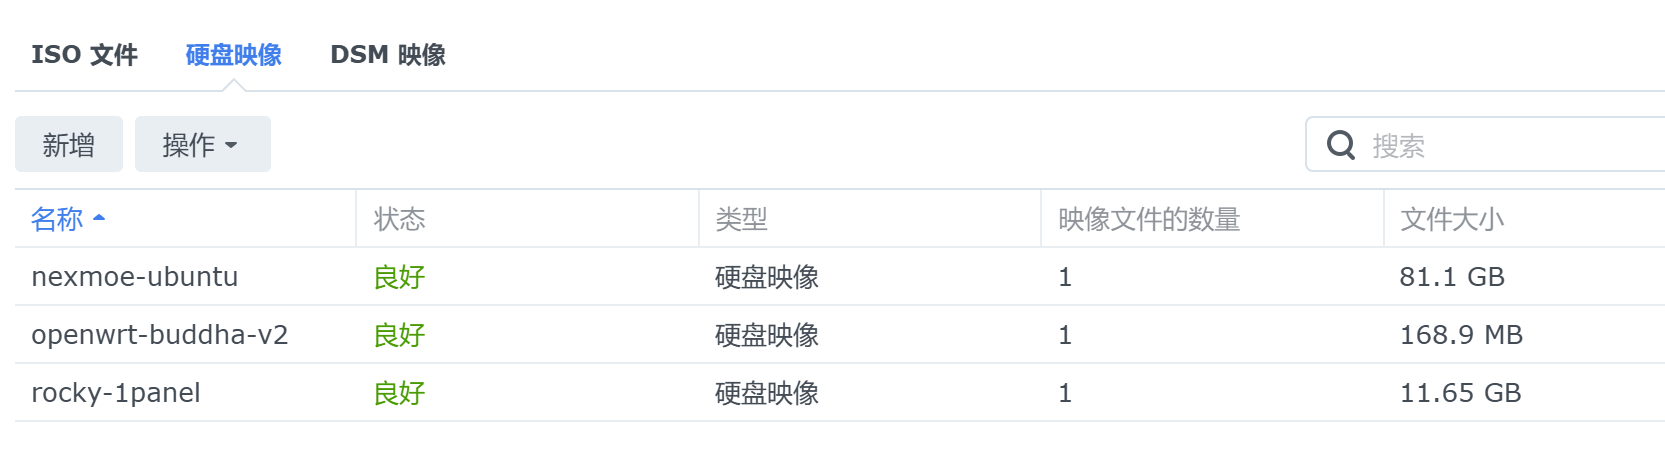 ISO 文件 硬盘映像 DSM 映像
新增 操作 搜索
名称 状态 类型 映像文件的数量 文件大小
nexmoe-ubuntu 良好 硬盘映像 1 81.1 GB
openwrt-buddha-v2 良好 硬盘映像 1 168.9 MB
rocky-1panel 良好 硬盘映像 1 11.65 GB